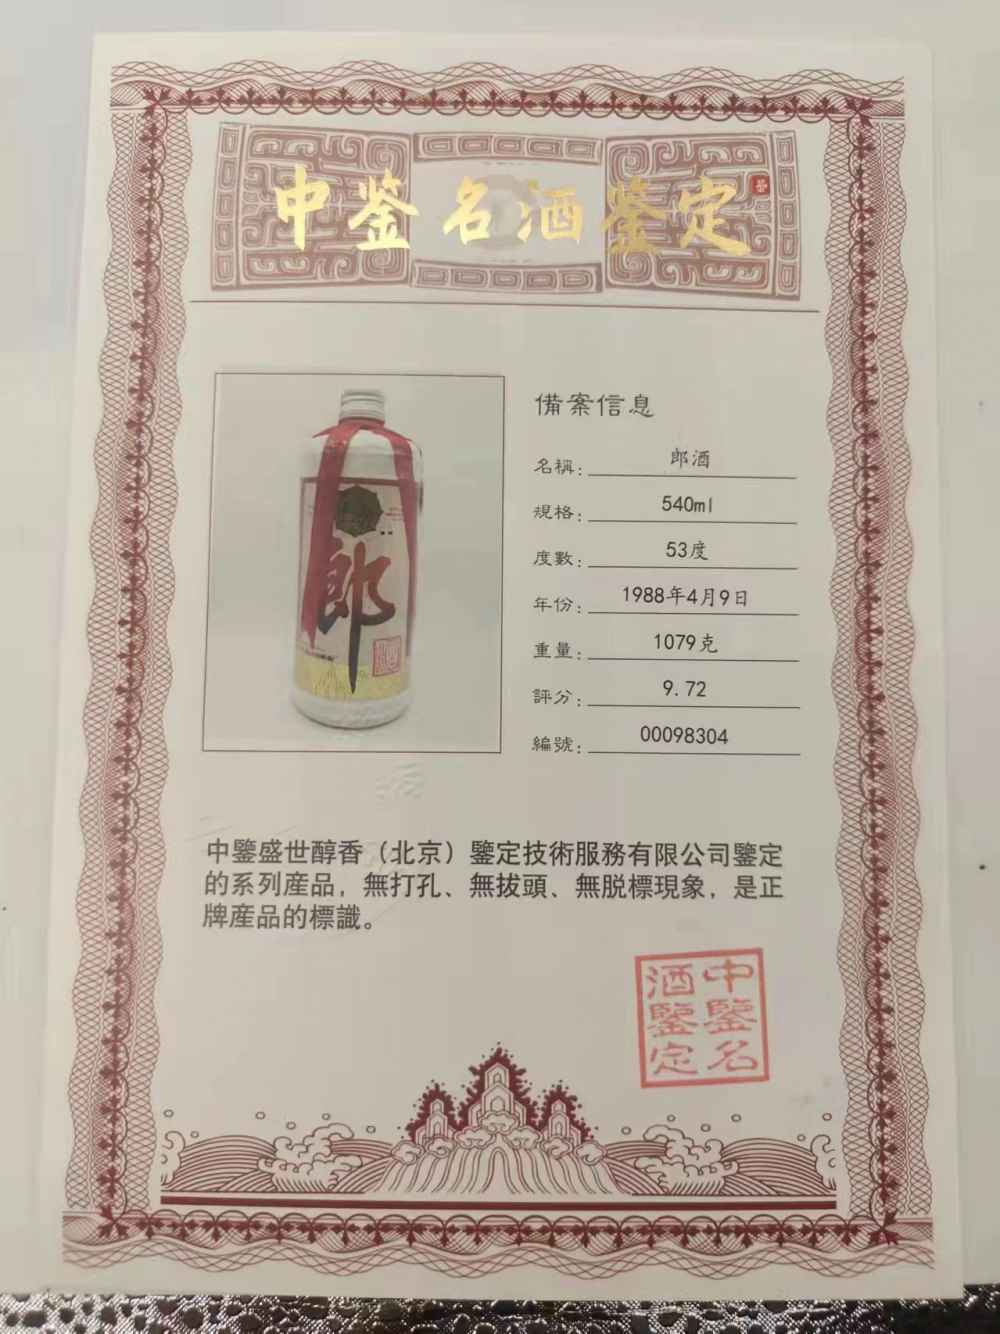 中鉴名酒鉴定
郎
備案信息
名稱: 郎酒
規格: 540ml
度數: 53度
年份: 1988年4月9日
重量: 1079克
評分: 9.72
編號: 00098304
中鑒盛世醇香（北京）鑒定技術服務有限公司鑒定
的系列産品，無打孔、無拔頭、無脱標現象，是正
牌産品的標識。
中鑒名
酒鑒定